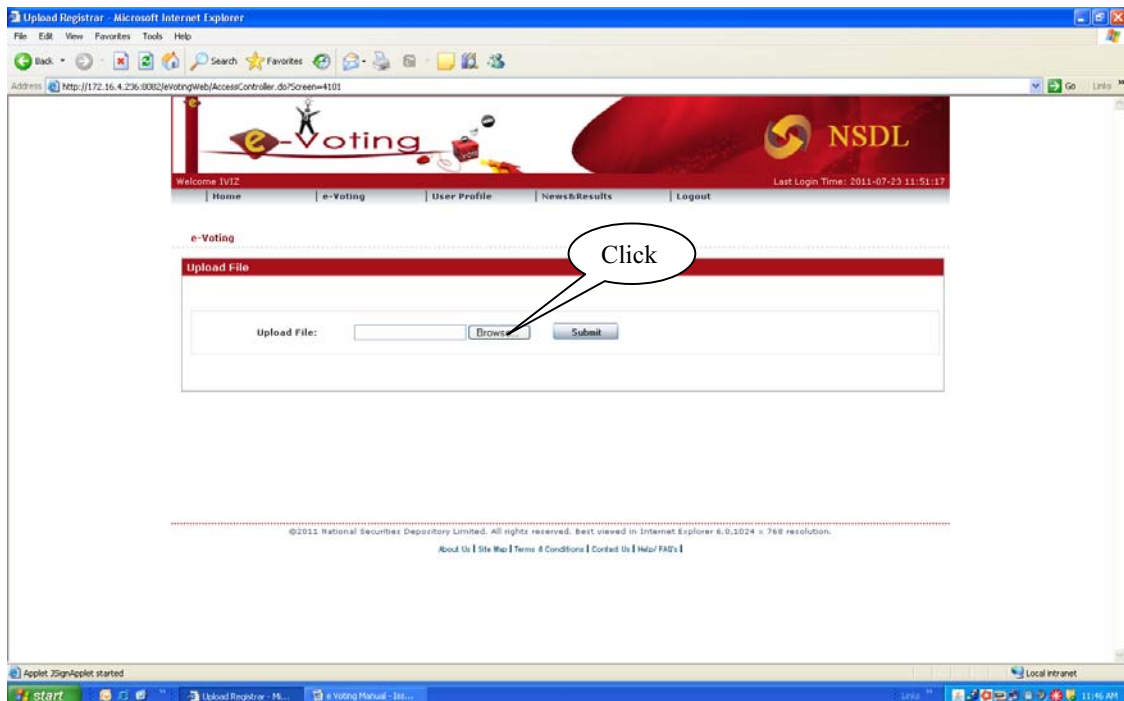 Upload Registrar - Microsoft Internet Explorer
File Edit View Favorites Tools Help
Back Search Favorites
Address http://172.16.4.236:8082/eVotingWeb/AccessController.do?Screen=4101 Go Links
e-Voting NSDL
Welcome IVIZ Last Login Time: 2011-07-23 11:51:17
Home e-Voting User Profile News&Results Logout
e-Voting
Click
Upload File
Upload File: Browse... Submit
©2011 National Securities Depository Limited. All rights reserved. Best viewed in Internet Explorer 6.0,1024 x 768 resolution.
About Us | Site Map | Terms & Conditions | Contact Us | Help/ FAQ's |
Applet JSignApplet started Local intranet
start Upload Registrar - Mi... e Voting Manual - Iss... Links 11:46 AM